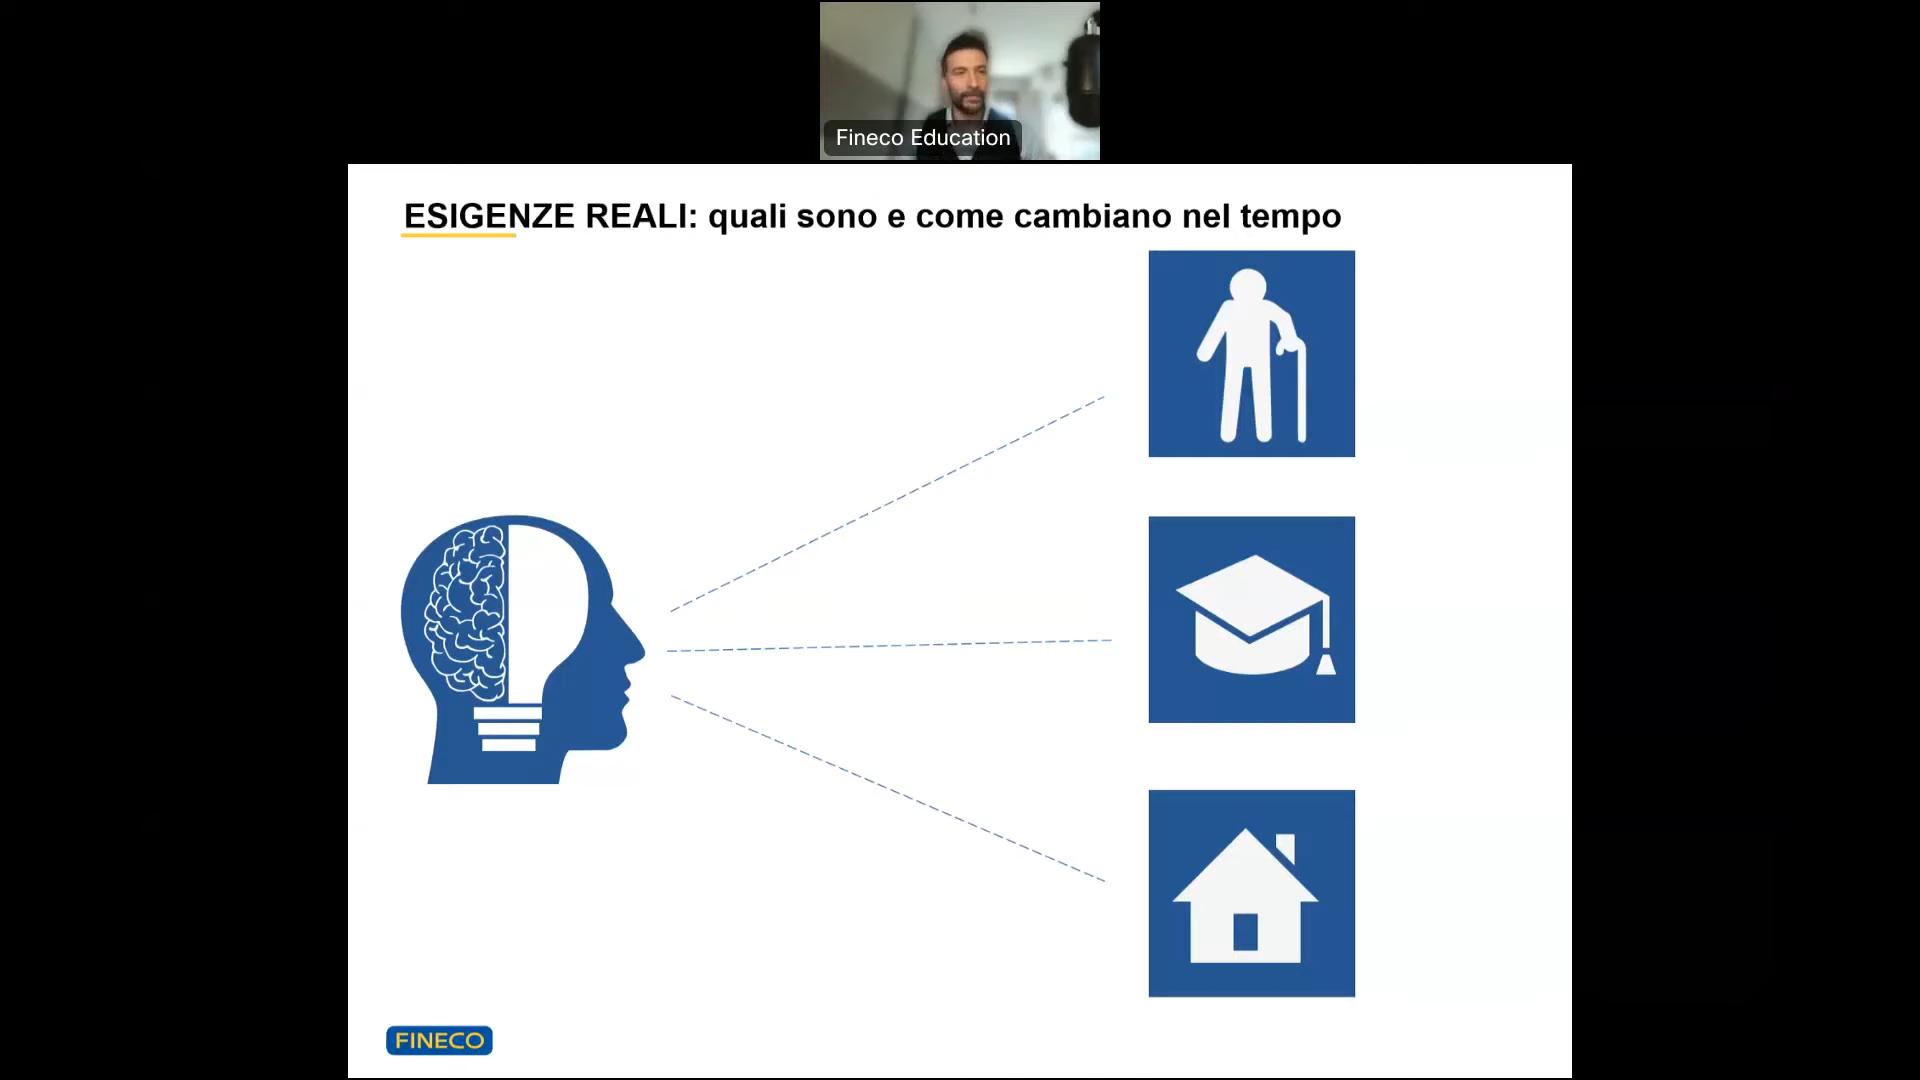 Fineco Education
ESIGENZE REALI: quali sono e come cambiano nel tempo
FINECO